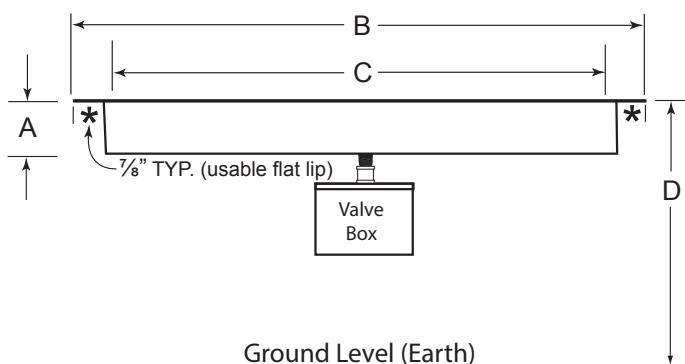 B
C
A
*
*
⅞” TYP. (usable flat lip)
D
Valve
Box
Ground Level (Earth)